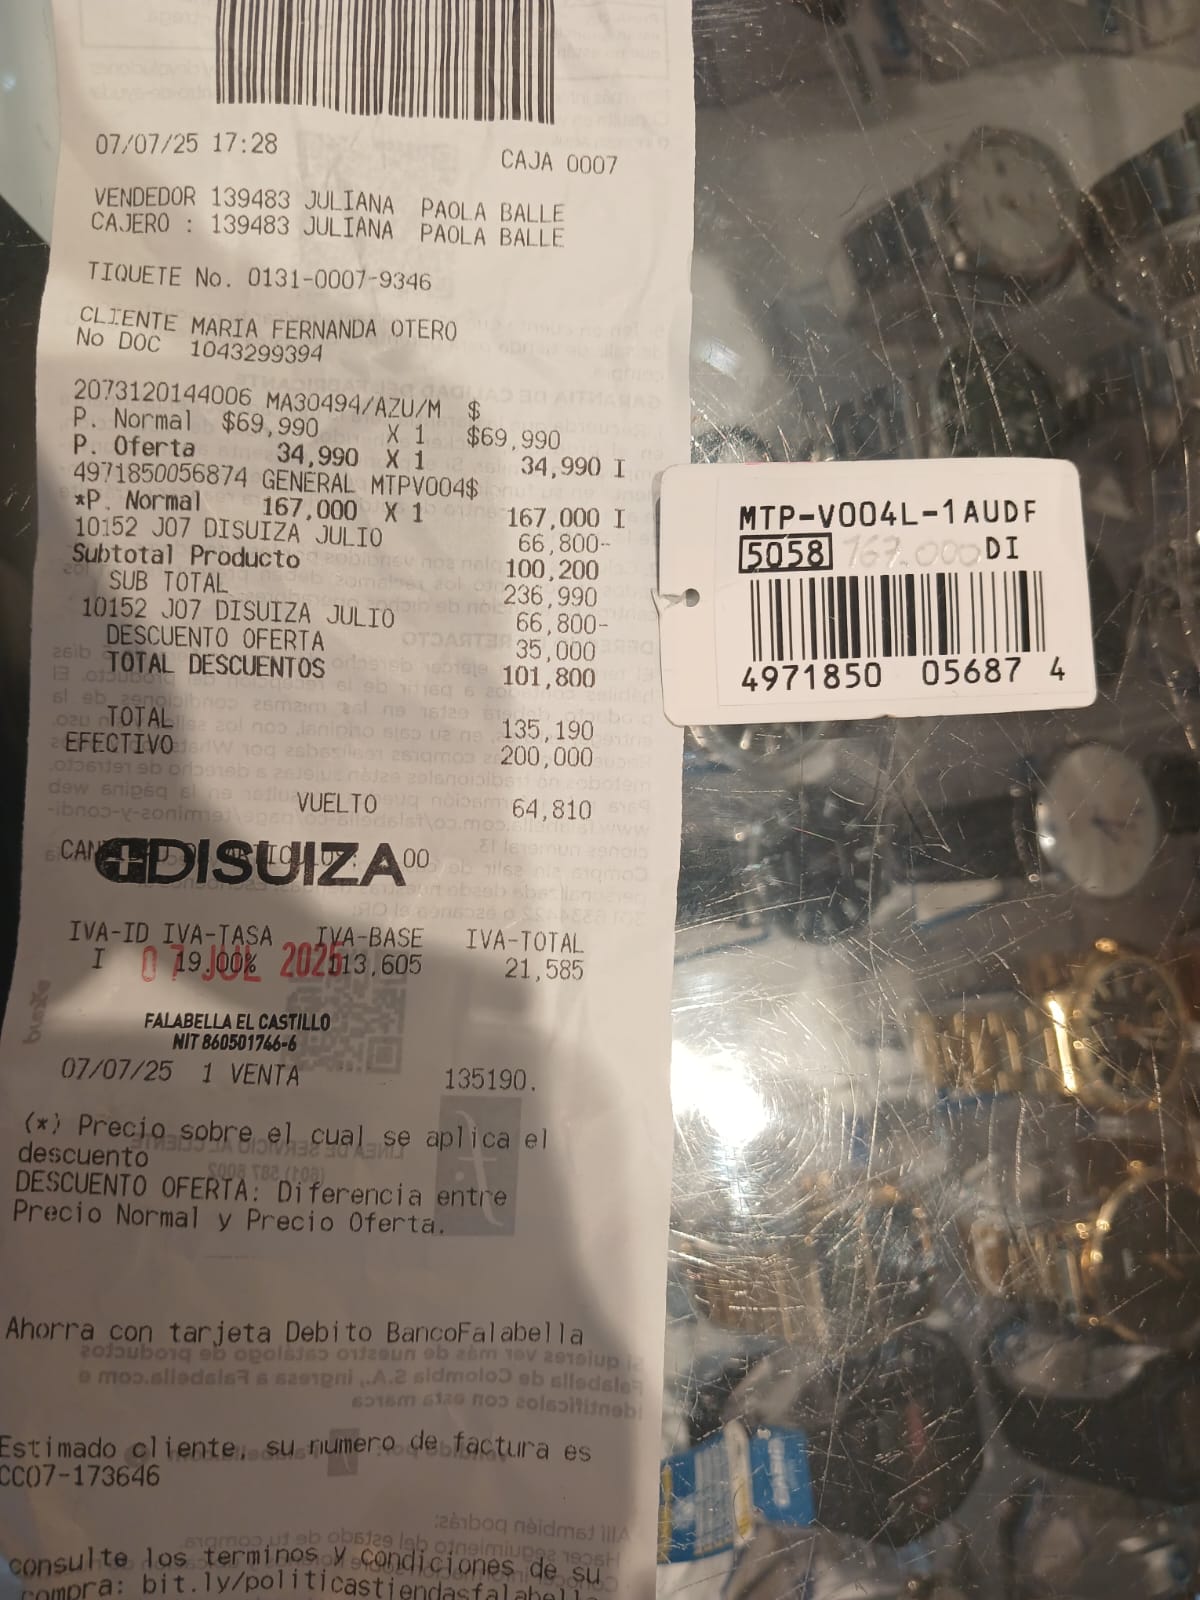 07/07/25 17:28
CAJA 0007
VENDEDOR 139483 JULIANA PAOLA BALLE
CAJERO : 139483 JULIANA PAOLA BALLE
TIQUETE No. 0131-0007-9346
CLIENTE MARIA FERNANDA OTERO
No DOC 1043299394
2073120144006 MA30494/AZU/M $
P. Normal $69,990 X 1 $69,990
P. Oferta 34,990 X 1 34,990 I
4971850056874 GENERAL MTPV004$
*P. Normal 167,000 X 1 167,000 I
10152 J07 DISUIZA JULIO 66,800-
Subtotal Producto 100,200
SUB TOTAL 236,990
10152 J07 DISUIZA JULIO 66,800-
DESCUENTO OFERTA 35,000
TOTAL DESCUENTOS 101,800
TOTAL 135,190
EFECTIVO 200,000
VUELTO 64,810
DISUIZA
IVA-ID IVA-TASA IVA-BASE IVA-TOTAL
I 19.00% 113,605 21,585
07 JUL 2025
FALABELLA EL CASTILLO
NIT 860501746-6
07/07/25 1 VENTA 135190.
(*) Precio sobre el cual se aplica el
descuento
DESCUENTO OFERTA: Diferencia entre
Precio Normal y Precio Oferta.
Ahorra con tarjeta Debito BancoFalabella
Estimado cliente, su numero de factura es
CC07-173646
consulte los terminos y condiciones de su
compra: bit.ly/politicastiendasfalabell
MTP-V004L-1AUDF
5058 167.000 DI
4971850 05687 4